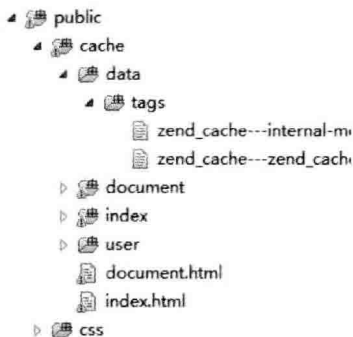 public
cache
data
tags
zend_cache---internal-m
zend_cache---zend_cach
document
index
user
document.html
index.html
css